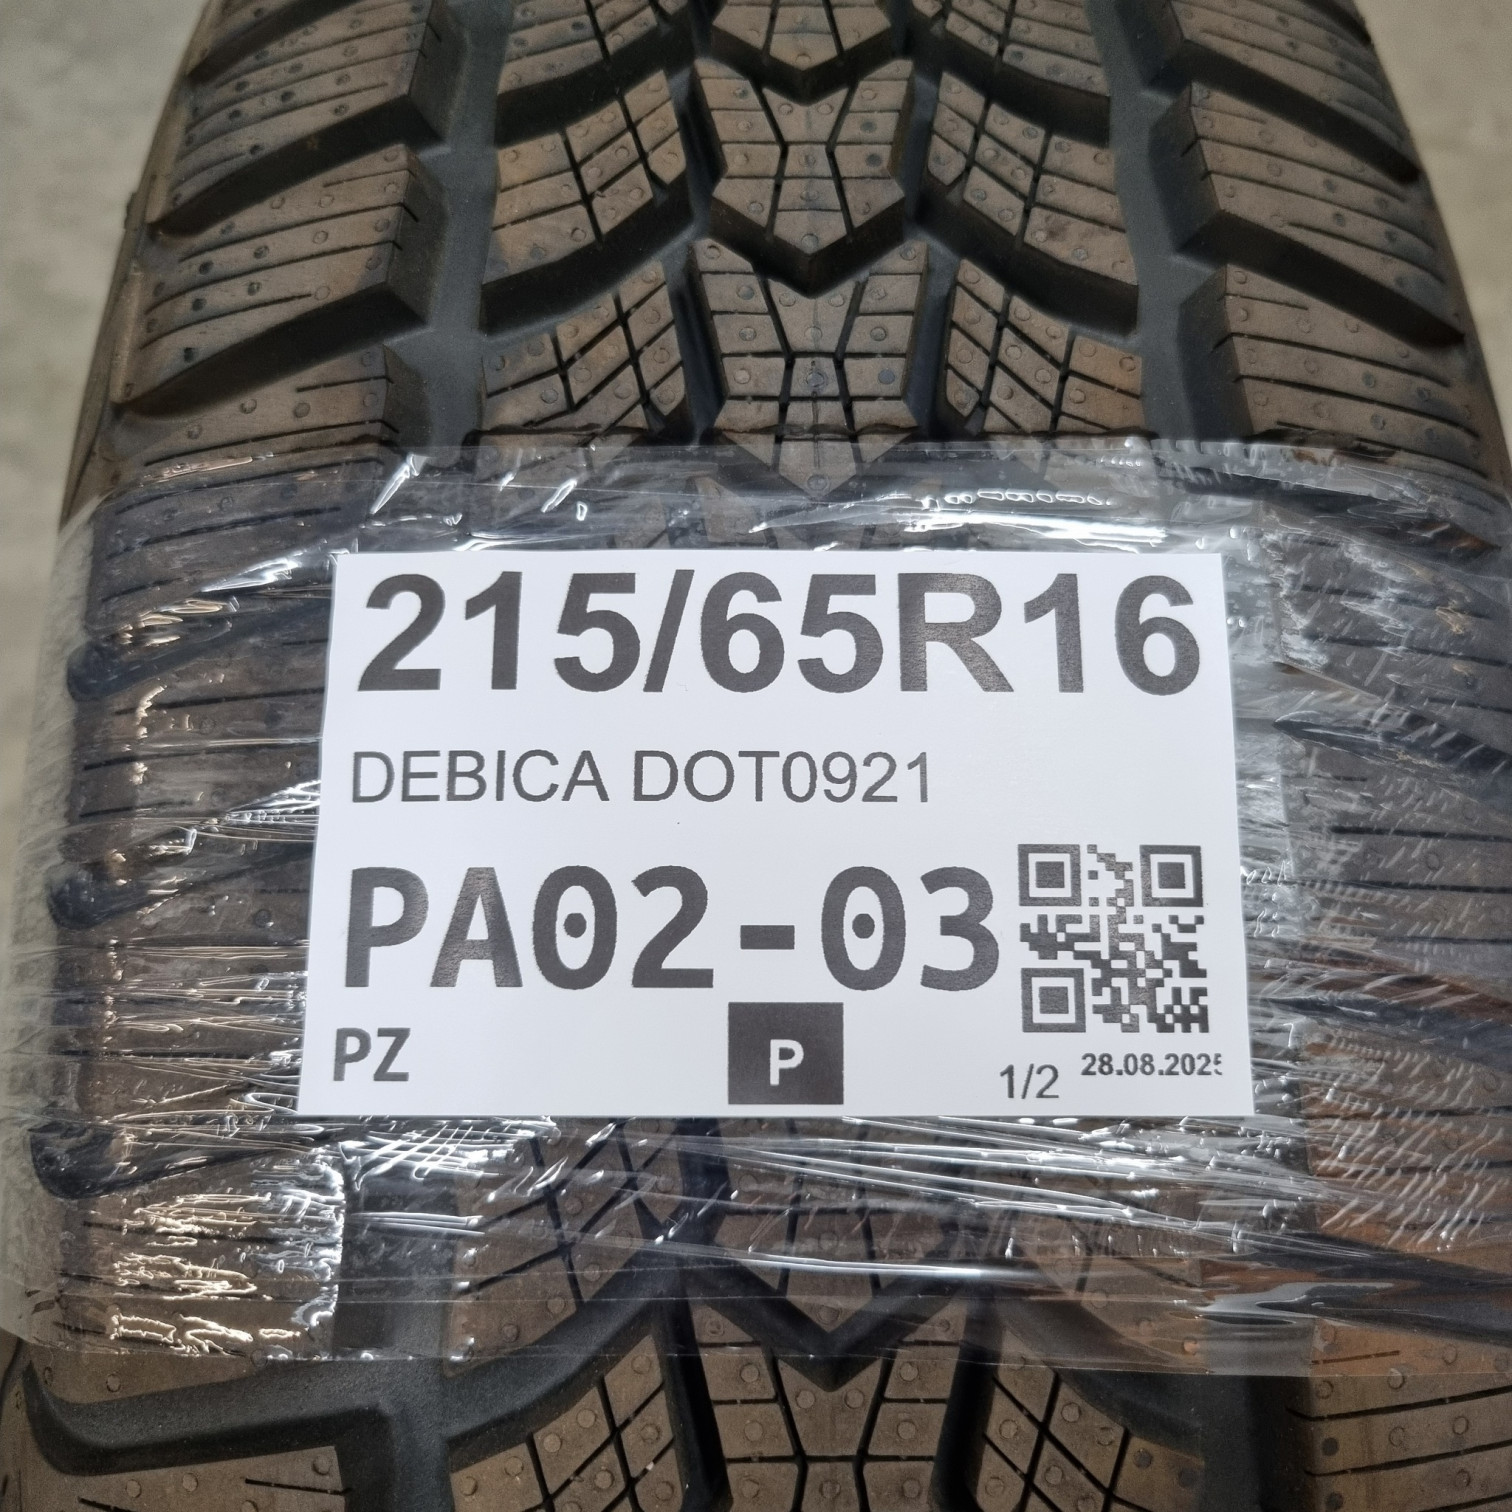 215/65R16
DEBICA DOT0921
PA02-03
PZ
P
1/2
28.08.2025